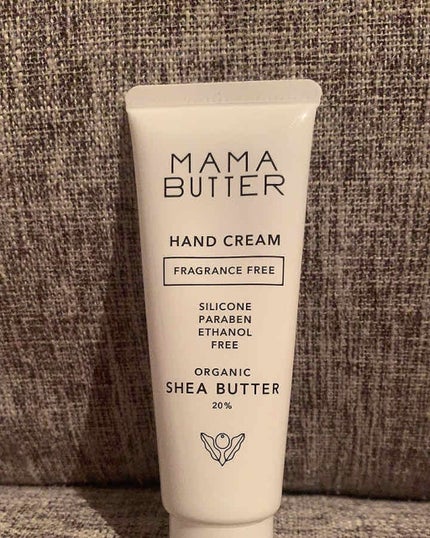 MAMA
BUTTER
HAND CREAM
FRAGRANCE FREE
SILICONE
PARABEN
ETHANOL
FREE
ORGANIC
SHEA BUTTER
20%